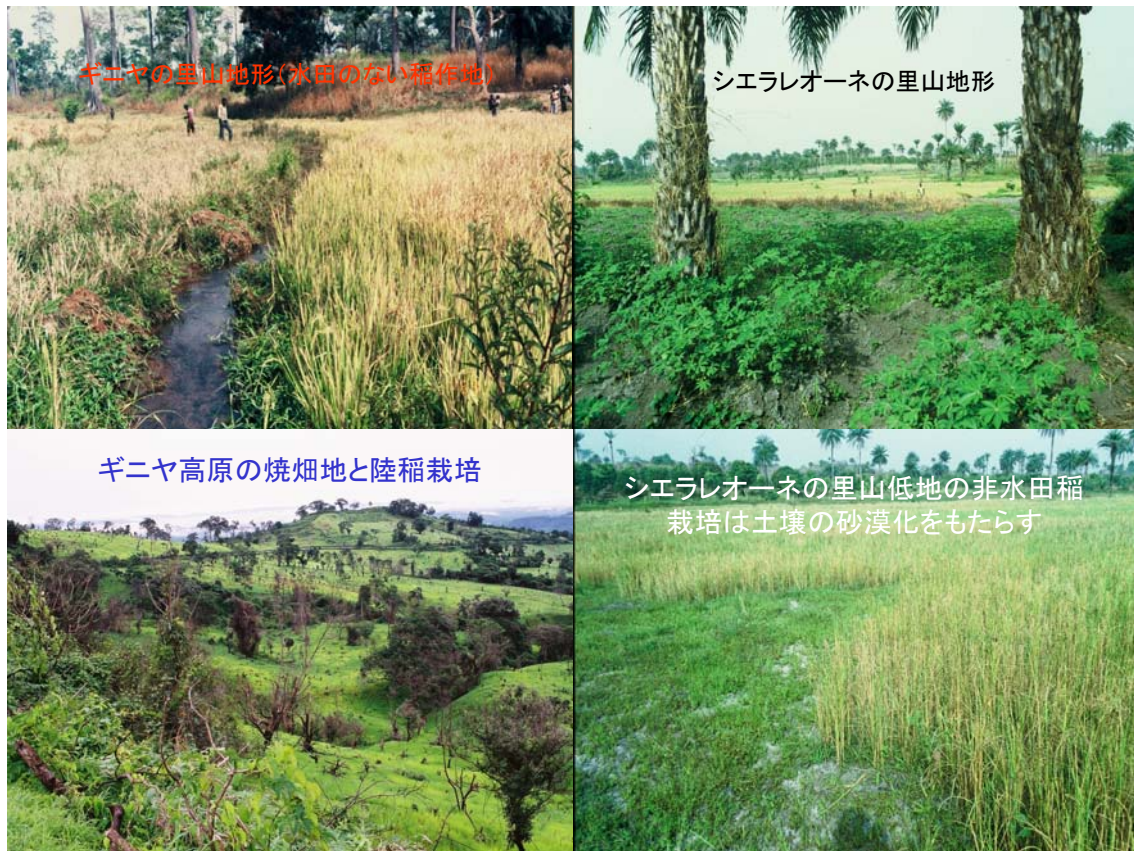 ギニヤの里山地形(水田のない稲作地)
シエラレオーネの里山地形
ギニヤ高原の焼畑地と陸稲栽培
シエラレオーネの里山低地の非水田稲
栽培は土壌の砂漠化をもたらす